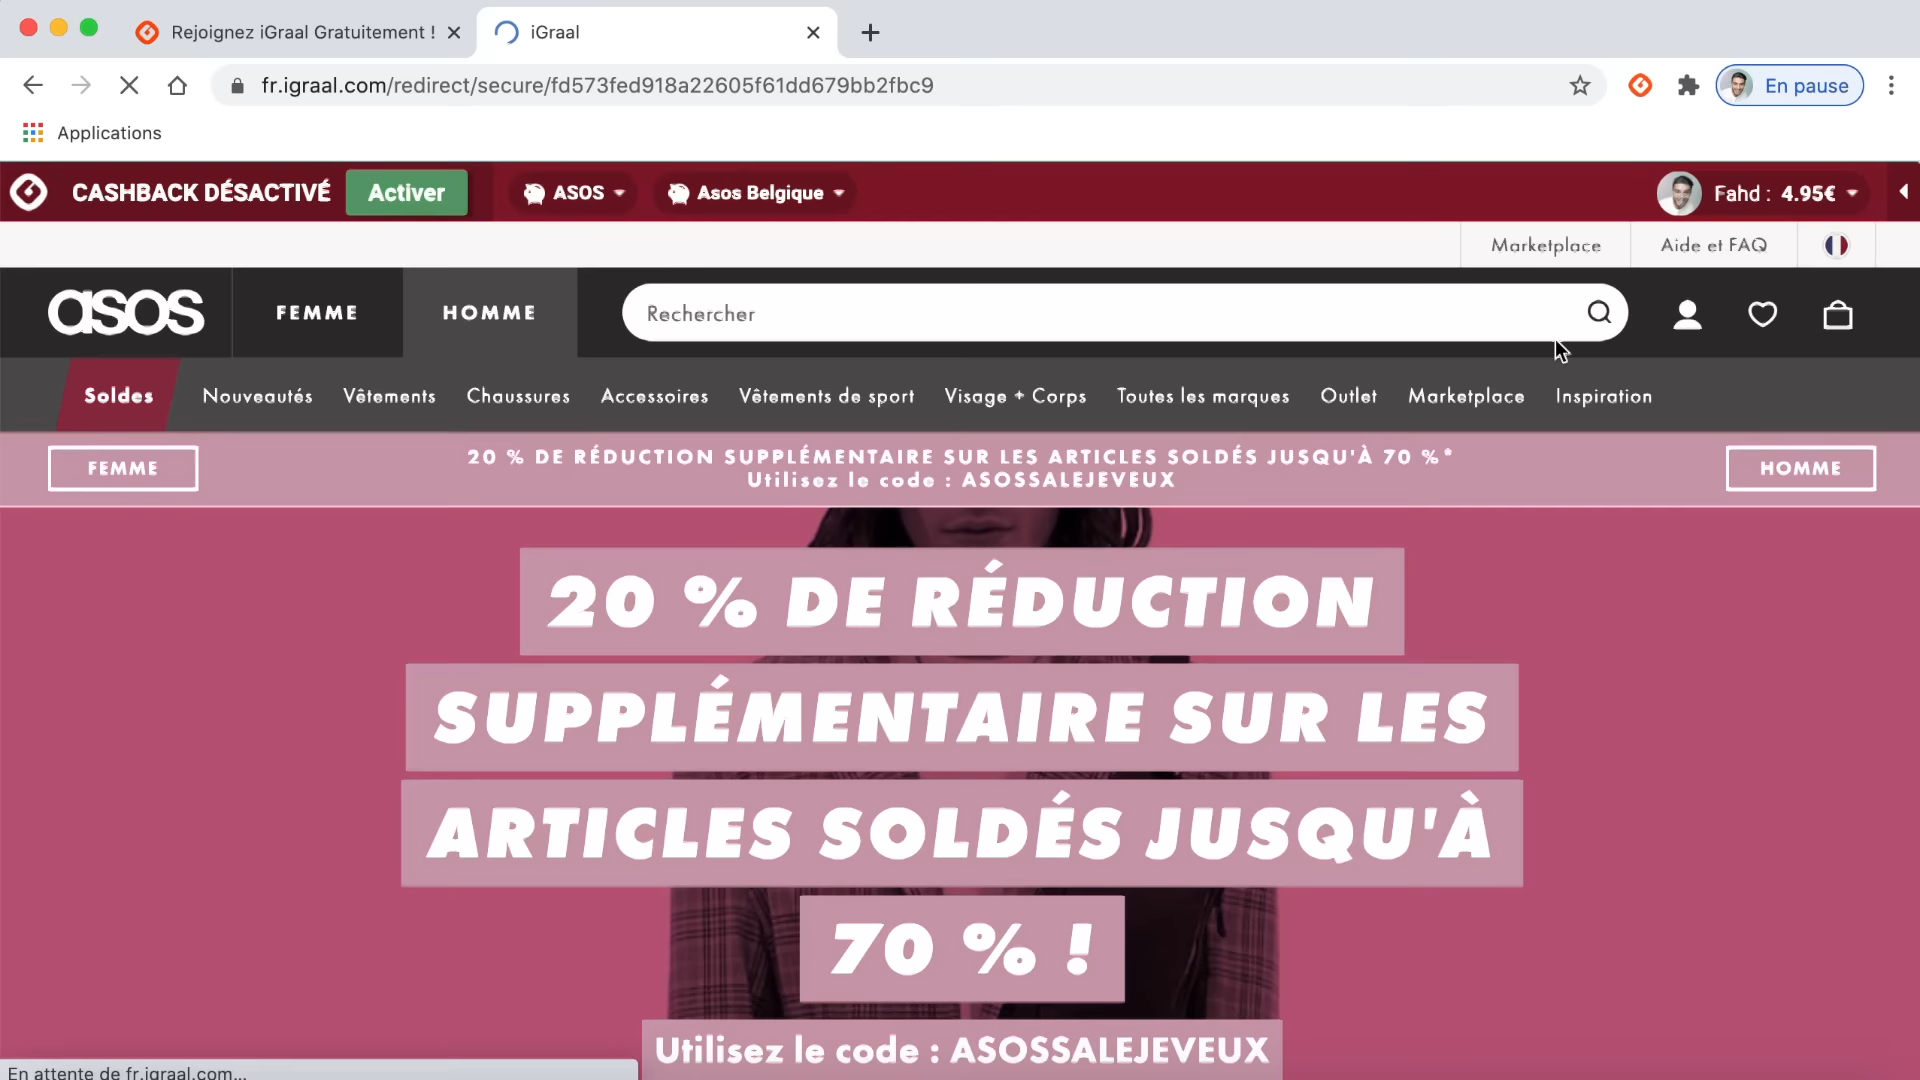 Rejoignez iGraal Gratuitement !
iGraal
fr.igraal.com/redirect/secure/fd573fed918a22605f61dd679bb2fbc9
En pause
Applications
CASHBACK DÉSACTIVÉ
Activer
ASOS
Asos Belgique
Fahd : 4.95€
Marketplace
Aide et FAQ
asos
FEMME
HOMME
Rechercher
Soldes
Nouveautés
Vêtements
Chaussures
Accessoires
Vêtements de sport
Visage + Corps
Toutes les marques
Outlet
Marketplace
Inspiration
FEMME
20 % DE RÉDUCTION SUPPLÉMENTAIRE SUR LES ARTICLES SOLDÉS JUSQU'À 70 %*
Utilisez le code : ASOSSALEJEVEUX
HOMME
20 % DE RÉDUCTION
SUPPLÉMENTAIRE SUR LES
ARTICLES SOLDÉS JUSQU'À
70 % !
Utilisez le code : ASOSSALEJEVEUX
En attente de fr.igraal.com...